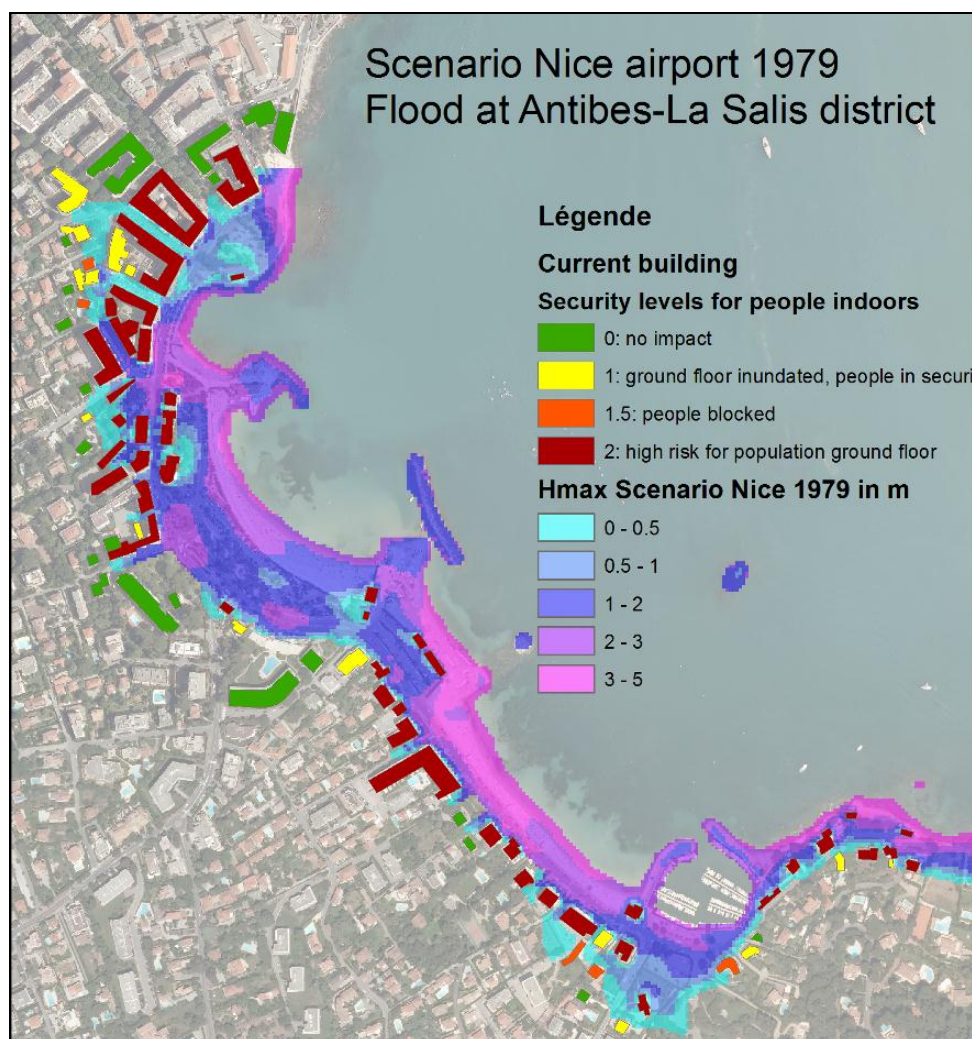 Scenario Nice airport 1979
Flood at Antibes-La Salis district
Légende
Current building
Security levels for people indoors
0: no impact
1: ground floor inundated, people in securi
1.5: people blocked
2: high risk for population ground floor
Hmax Scenario Nice 1979 in m
0 - 0.5
0.5 - 1
1 - 2
2 - 3
3 - 5